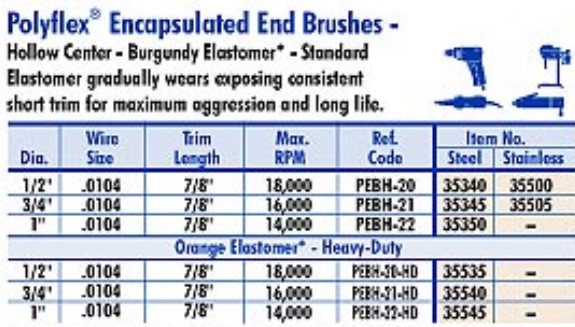 Polyflex® Encapsulated End Brushes -
Hollow Center - Burgundy Elastomer* - Standard
Elastomer gradually wears exposing consistent
short trim for maximum aggression and long life.
Dia. Wire Size Trim Length Max. RPM Ref. Code Item No. Steel Stainless
1/2" .0104 7/8" 18,000 PEBH-20 35340 35500
3/4" .0104 7/8" 16,000 PEBH-21 35345 35505
1" .0104 7/8" 14,000 PEBH-22 35350 –
Orange Elastomer* - Heavy-Duty
1/2" .0104 7/8" 18,000 PEBH-20-HD 35535 –
3/4" .0104 7/8" 16,000 PEBH-21-HD 35540 –
1" .0104 7/8" 14,000 PEBH-22-HD 35545 –